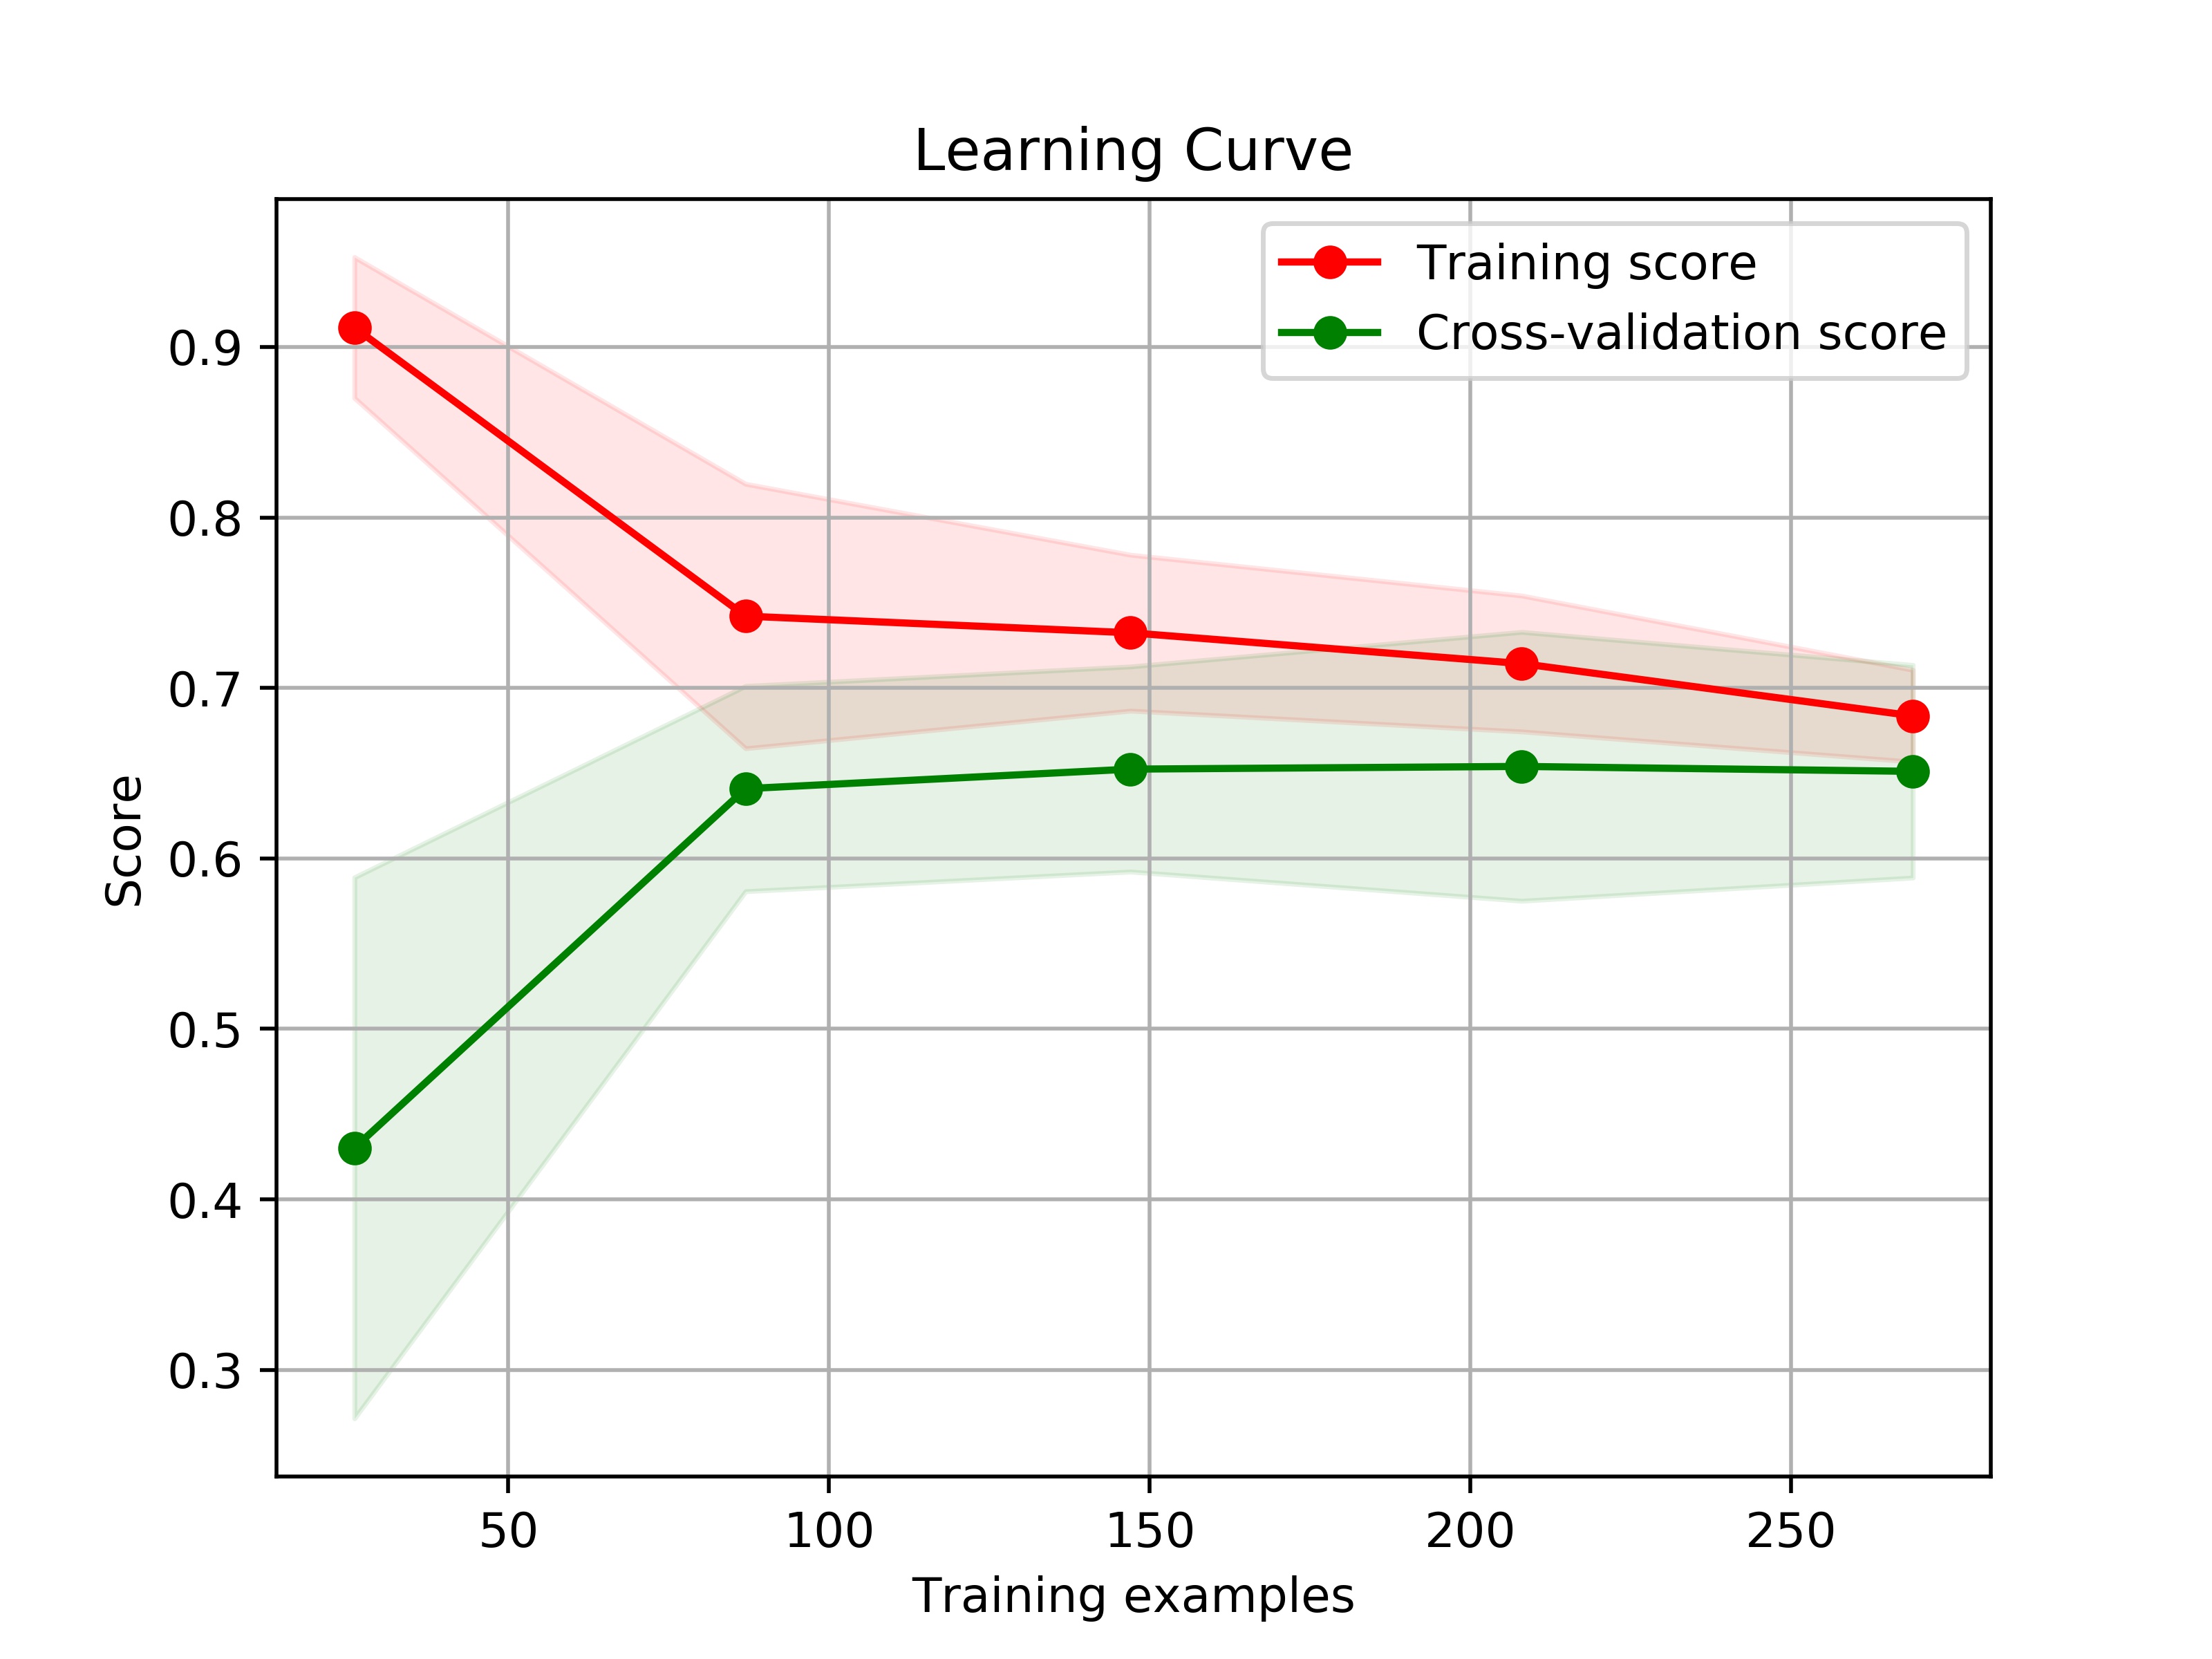 Learning Curve
Training score
Cross-validation score
0.9
0.8
0.7
0.6
0.5
0.4
0.3
Score
50 100 150 200 250
Training examples